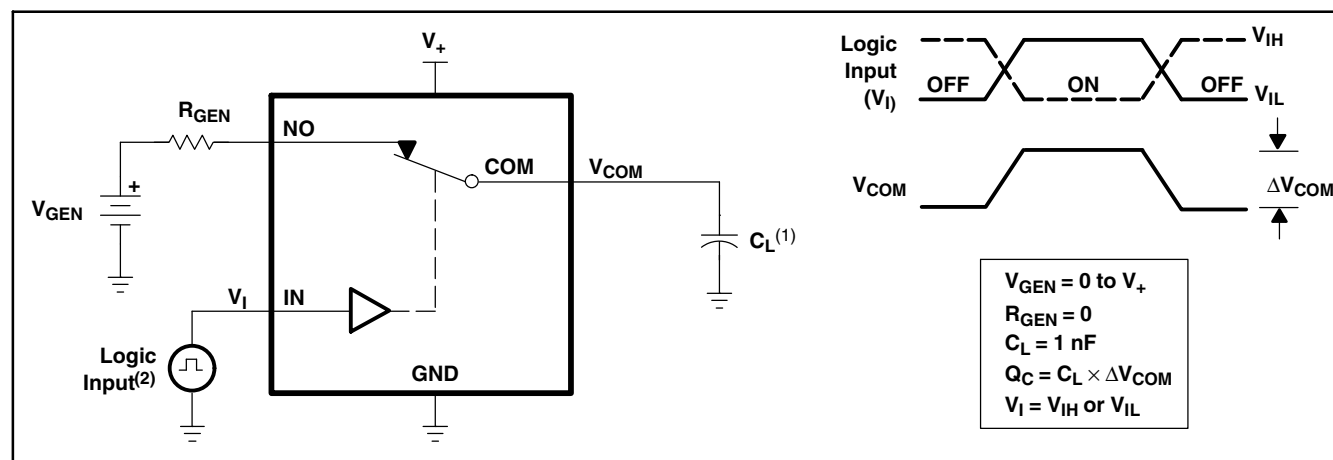 V+
RGEN
NO
COM
VCOM
VGEN
+
CL(1)
VI
IN
Logic
Input(2)
GND
Logic
Input
(VI)
OFF
ON
OFF
VIH
VIL
VCOM
ΔVCOM
VGEN = 0 to V+
RGEN = 0
CL = 1 nF
QC = CL × ΔVCOM
VI = VIH or VIL